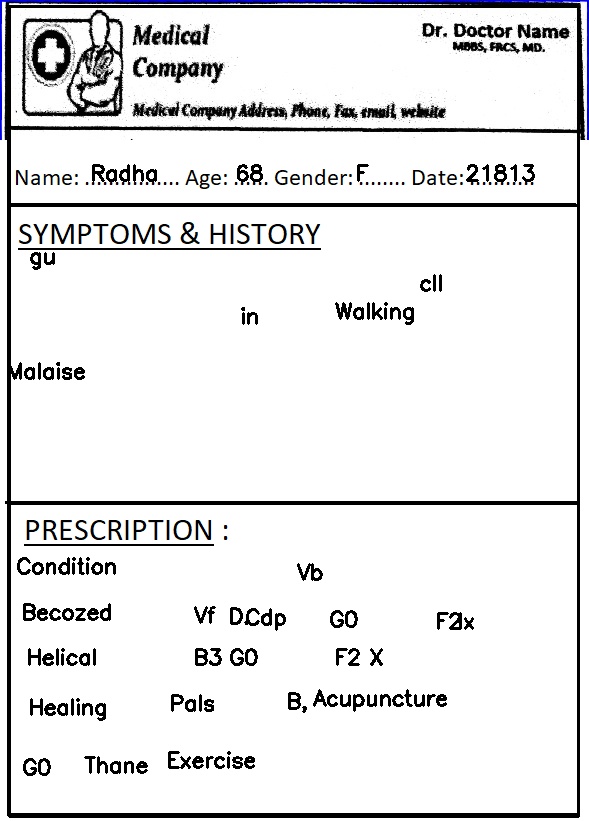 Medical
Company
Dr. Doctor Name
MBBS, FRCS, MD.
Medical Company Address, Phone, Fax, email, website
Name: ..Radha.... Age: 68. Gender:F........ Date:21813
SYMPTOMS & HISTORY
gu
cll
in Walking
Malaise
PRESCRIPTION :
Condition Vb
Becozed Vf D.Cdp G0
Helical B3 G0 F2 X
Healing Pals B, Acupuncture
G0 Thane Exercise